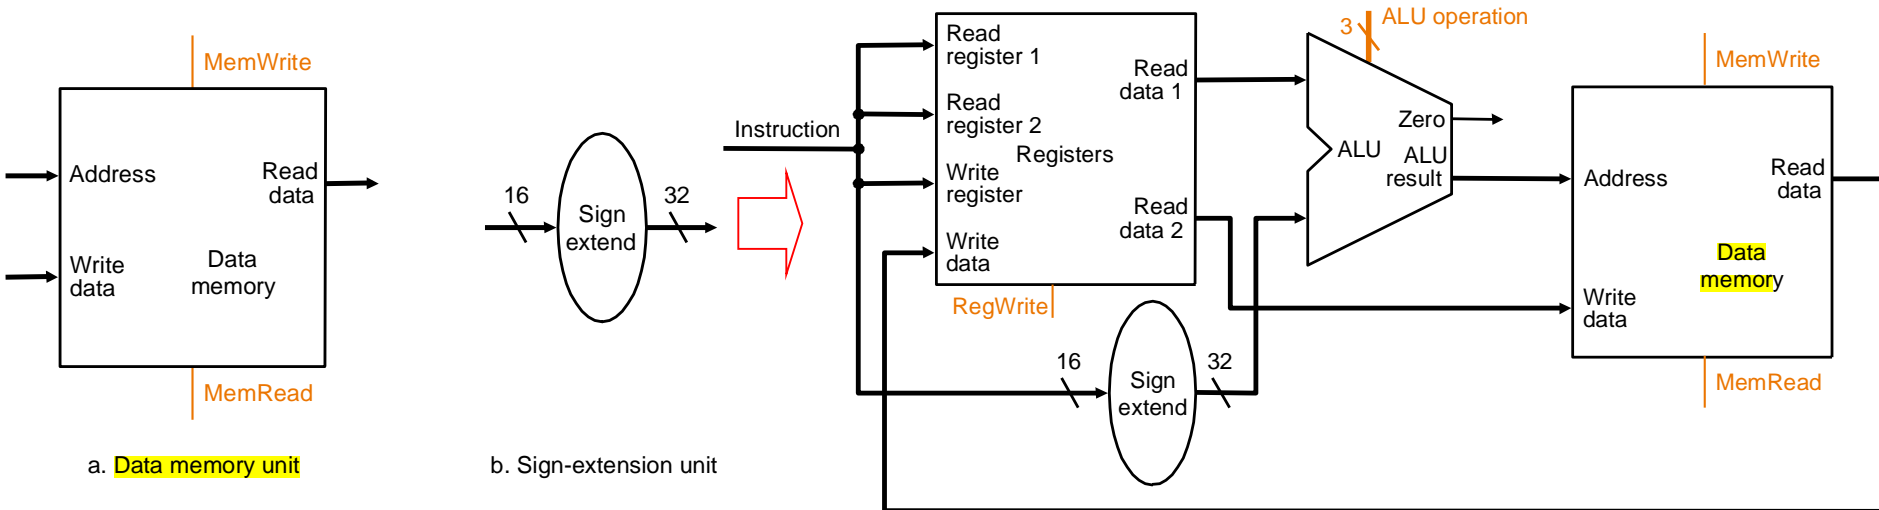 MemWrite
Address
Read
data
Write
data
Data
memory
MemRead
a. Data memory unit
16
Sign
extend
32
b. Sign-extension unit
Instruction
Read
register 1
Read
register 2
Write
register
Write
data
Registers
Read
data 1
Read
data 2
RegWrite
16
Sign
extend
32
3
ALU operation
Zero
ALU
ALU
result
MemWrite
Address
Read
data
Write
data
Data
memory
MemRead